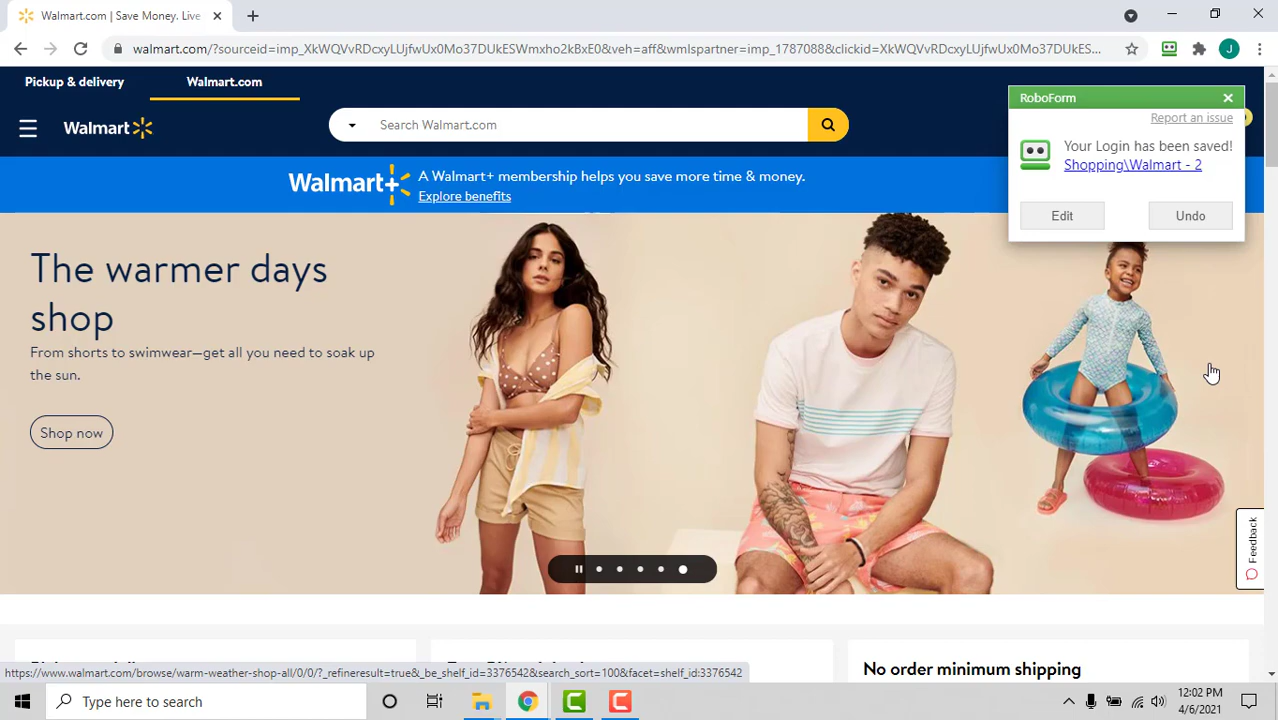 Walmart.com | Save Money. Live
walmart.com/?sourceid=imp_XkWQVvRDcxyLUjfwUx0Mo37DUkESWmxho2kBxE0&veh=aff&wmlspartner=imp_1787088&clickid=XkWQVvRDcxyLUjfwUx0Mo37DUkES...
J
Pickup & delivery
Walmart.com
Walmart
Search Walmart.com
RoboForm
Report an issue
Your Login has been saved!
Shopping\Walmart - 2
Edit
Undo
Walmart+
A Walmart+ membership helps you save more time & money.
Explore benefits
The warmer days
shop
From shorts to swimwear—get all you need to soak up
the sun.
Shop now
Feedback
No order minimum shipping
https://www.walmart.com/browse/warm-weather-shop-all/0/0/?_refineresult=true&_be_shelf_id=3376542&search_sort=100&facet=shelf_id:3376542
Type here to search
12:02 PM
4/6/2021